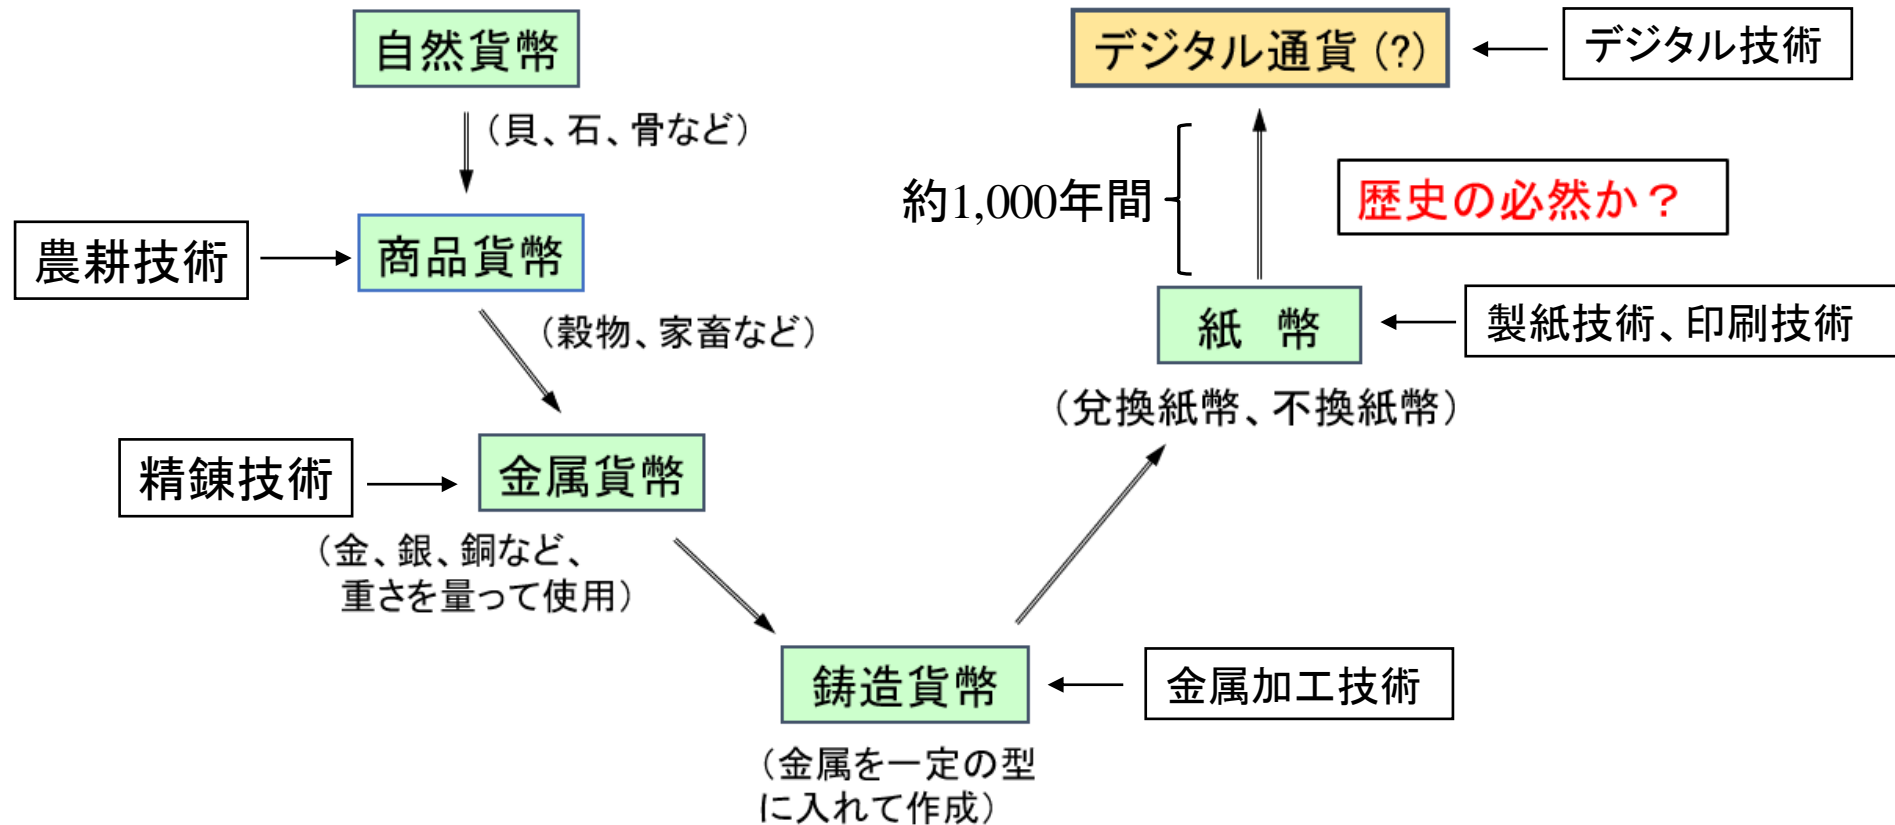 自然貨幣
(貝、石、骨など)
農耕技術
商品貨幣
(穀物、家畜など)
精錬技術
金属貨幣
(金、銀、銅など、
重さを量って使用)
鋳造貨幣
金属加工技術
(金属を一定の型
に入れて作成)
デジタル通貨(?)
デジタル技術
約1,000年間
歴史の必然か?
紙 幣
製紙技術、印刷技術
(兌換紙幣、不換紙幣)